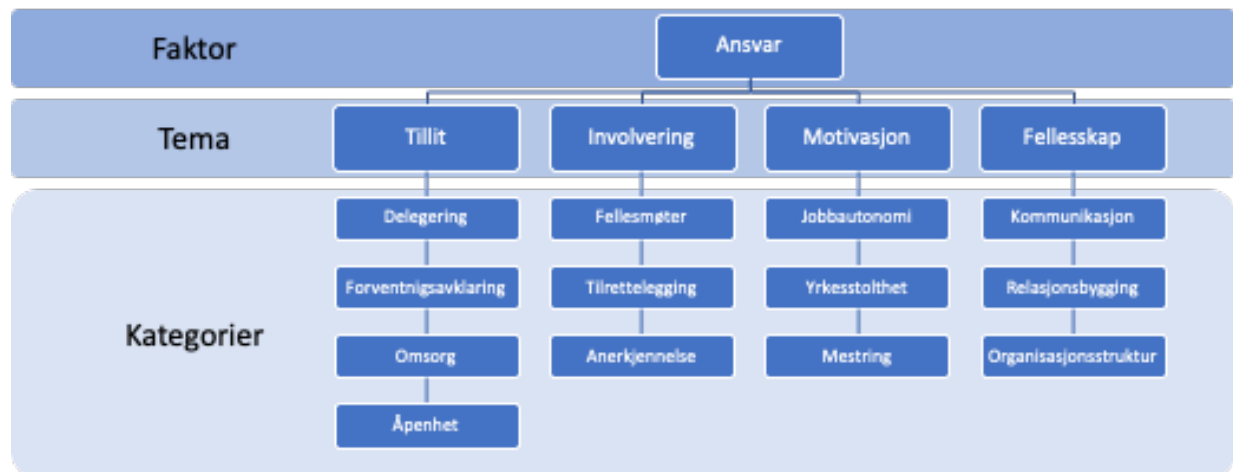 Faktor
Ansvar
Tema
Tillit
Involvering
Motivasjon
Fellesskap
Kategorier
Delegering
Forventnigsavklaring
Omsorg
Åpenhet
Fellesmøter
Tilrettelegging
Anerkjennelse
Jobbautonomi
Yrkesstolthet
Mestring
Kommunikasjon
Relasjonsbygging
Organisasjonsstruktur